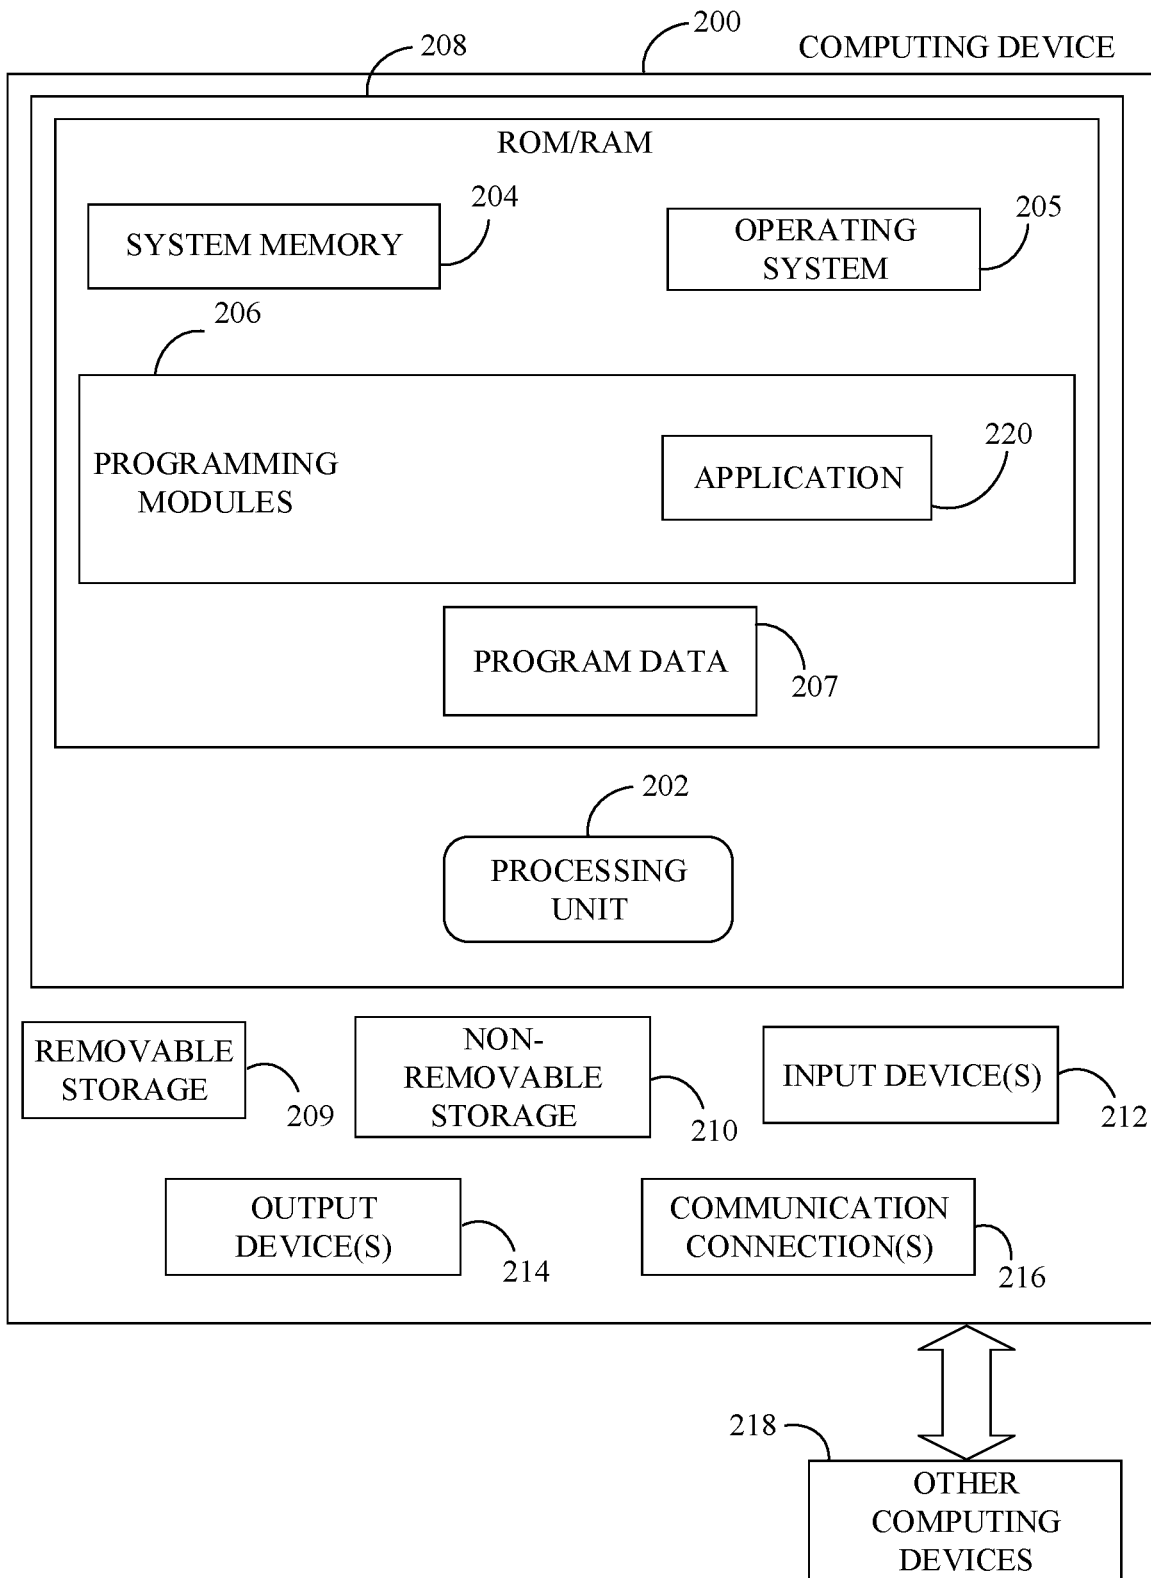 200
COMPUTING DEVICE
208
ROM/RAM
204
SYSTEM MEMORY
205
OPERATING
SYSTEM
206
PROGRAMMING
MODULES
220
APPLICATION
PROGRAM DATA
207
202
PROCESSING
UNIT
REMOVABLE
STORAGE
209
NON-
REMOVABLE
STORAGE
210
INPUT DEVICE(S)
212
OUTPUT
DEVICE(S)
214
COMMUNICATION
CONNECTION(S)
216
218
OTHER
COMPUTING
DEVICES